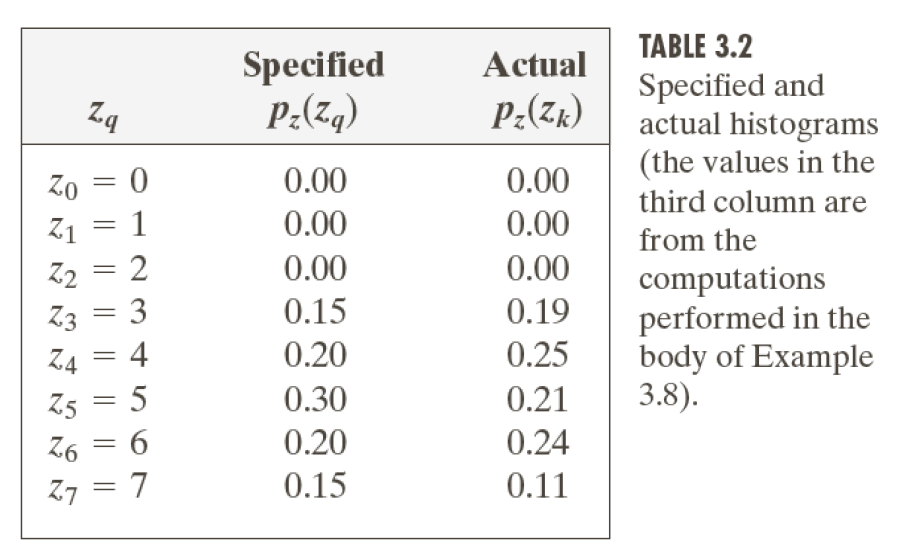 Specified Actual
z_q p_z(z_q) p_z(z_k)
z_0 = 0 0.00 0.00
z_1 = 1 0.00 0.00
z_2 = 2 0.00 0.00
z_3 = 3 0.15 0.19
z_4 = 4 0.20 0.25
z_5 = 5 0.30 0.21
z_6 = 6 0.20 0.24
z_7 = 7 0.15 0.11
TABLE 3.2
Specified and
actual histograms
(the values in the
third column are
from the
computations
performed in the
body of Example
3.8).